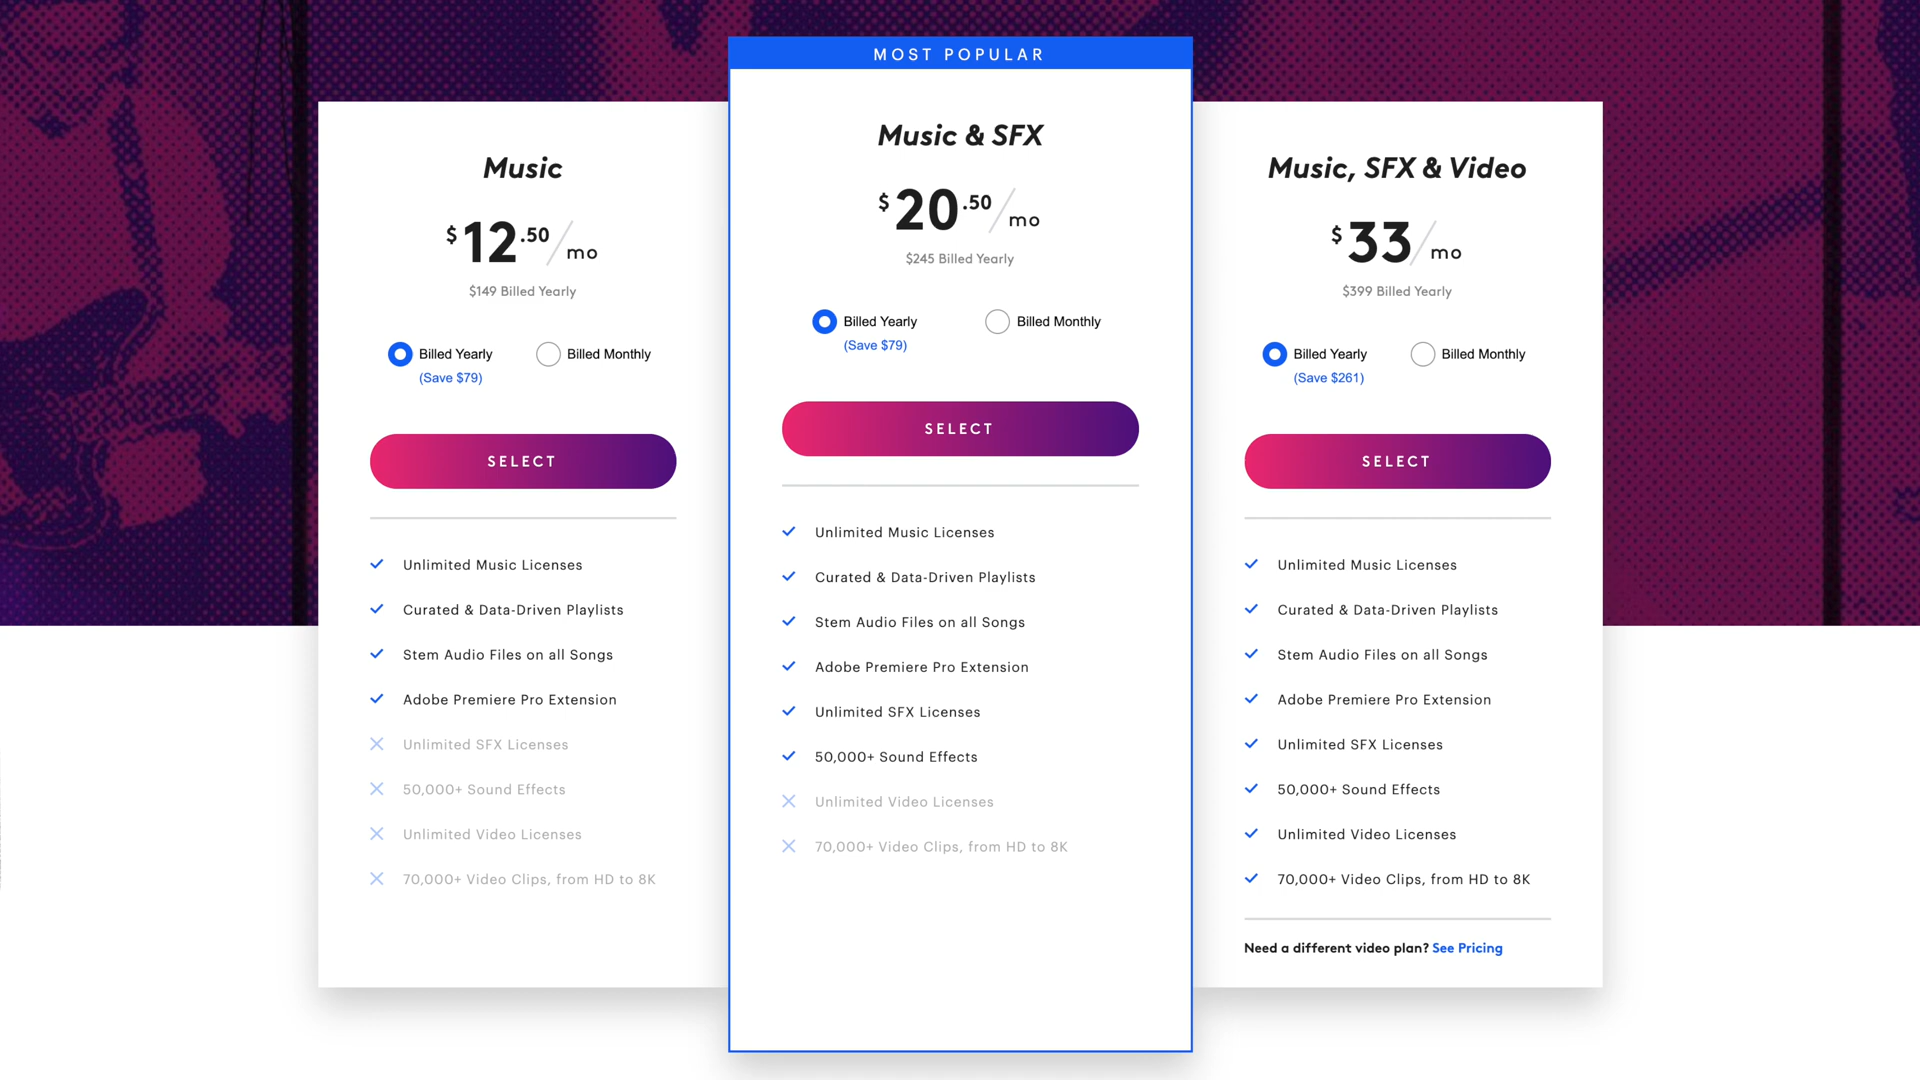 MOST POPULAR
Music
$12.50/mo
$149 Billed Yearly
Billed Yearly
(Save $79)
Billed Monthly
SELECT
Unlimited Music Licenses
Curated & Data-Driven Playlists
Stem Audio Files on all Songs
Adobe Premiere Pro Extension
Unlimited SFX Licenses
50,000+ Sound Effects
Unlimited Video Licenses
70,000+ Video Clips, from HD to 8K
Music & SFX
$20.50/mo
$245 Billed Yearly
Billed Yearly
(Save $79)
Billed Monthly
SELECT
Unlimited Music Licenses
Curated & Data-Driven Playlists
Stem Audio Files on all Songs
Adobe Premiere Pro Extension
Unlimited SFX Licenses
50,000+ Sound Effects
Unlimited Video Licenses
70,000+ Video Clips, from HD to 8K
Music, SFX & Video
$33/mo
$399 Billed Yearly
Billed Yearly
(Save $261)
Billed Monthly
SELECT
Unlimited Music Licenses
Curated & Data-Driven Playlists
Stem Audio Files on all Songs
Adobe Premiere Pro Extension
Unlimited SFX Licenses
50,000+ Sound Effects
Unlimited Video Licenses
70,000+ Video Clips, from HD to 8K
Need a different video plan? See Pricing